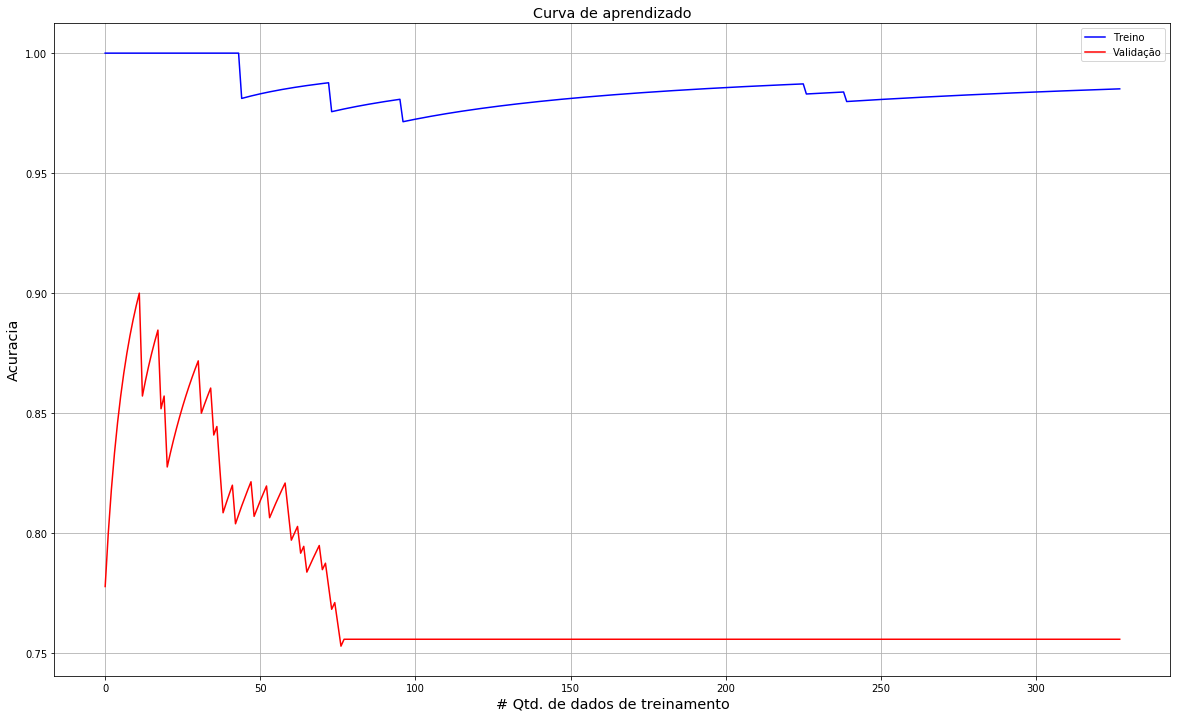 Curva de aprendizado
Treino
Validação
Acuracia
1.00
0.95
0.90
0.85
0.80
0.75
0
50
100
150
200
250
300
# Qtd. de dados de treinamento